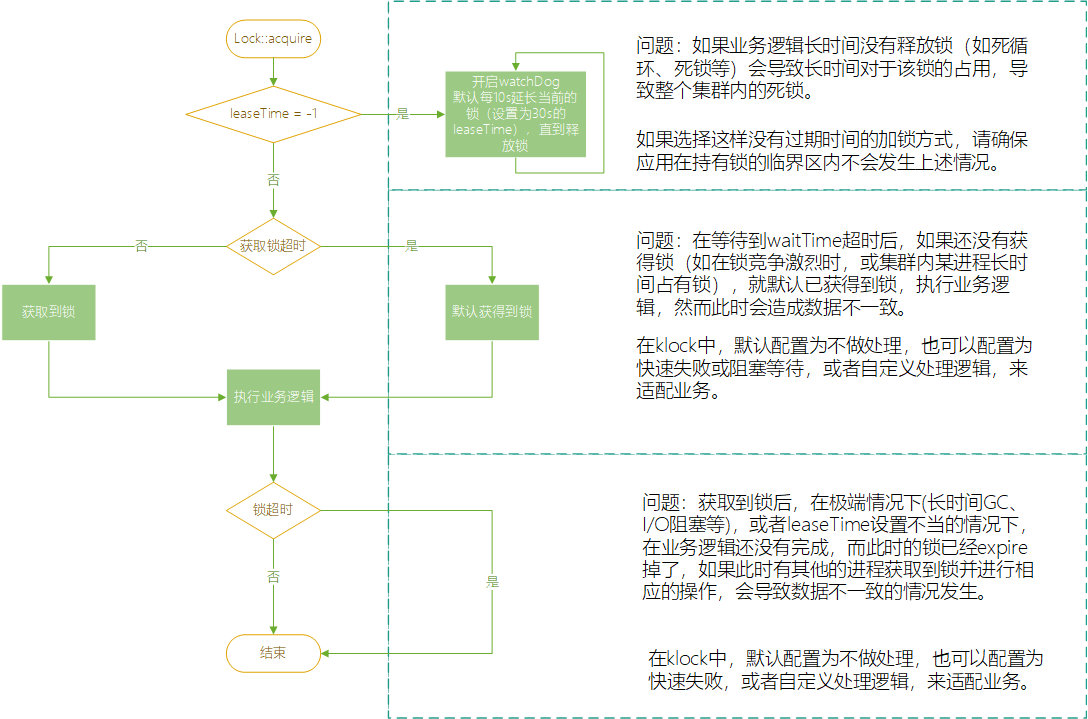 Lock::acquire
leaseTime = -1
是
开启watchDog
默认每10s延长当前的
锁（设置为30s的
leaseTime），直到释
放锁
问题：如果业务逻辑长时间没有释放锁（如死循
环、死锁等）会导致长时间对于该锁的占用，导
致整个集群内的死锁。
如果选择这样没有过期时间的加锁方式，请确保
应用在持有锁的临界区内不会发生上述情况。
否
获取锁超时
否
是
获取到锁
默认获得到锁
问题：在等待到waitTime超时后，如果还没有获
得锁（如在锁竞争激烈时，或集群内某进程长时
间占有锁），就默认已获得到锁，执行业务逻
辑，然而此时会造成数据不一致。
在klock中，默认配置为不做处理，也可以配置为
快速失败或阻塞等待，或者自定义处理逻辑，来
适配业务。
执行业务逻辑
锁超时
否
是
结束
问题：获取到锁后，在极端情况下(长时间GC、
I/O阻塞等)，或者leaseTime设置不当的情况下，
在业务逻辑还没有完成，而此时的锁已经expire
掉了，如果此时有其他的进程获取到锁并进行相
应的操作，会导致数据不一致的情况发生。
在klock中，默认配置为不做处理，也可以配置为
快速失败，或者自定义处理逻辑，来适配业务。